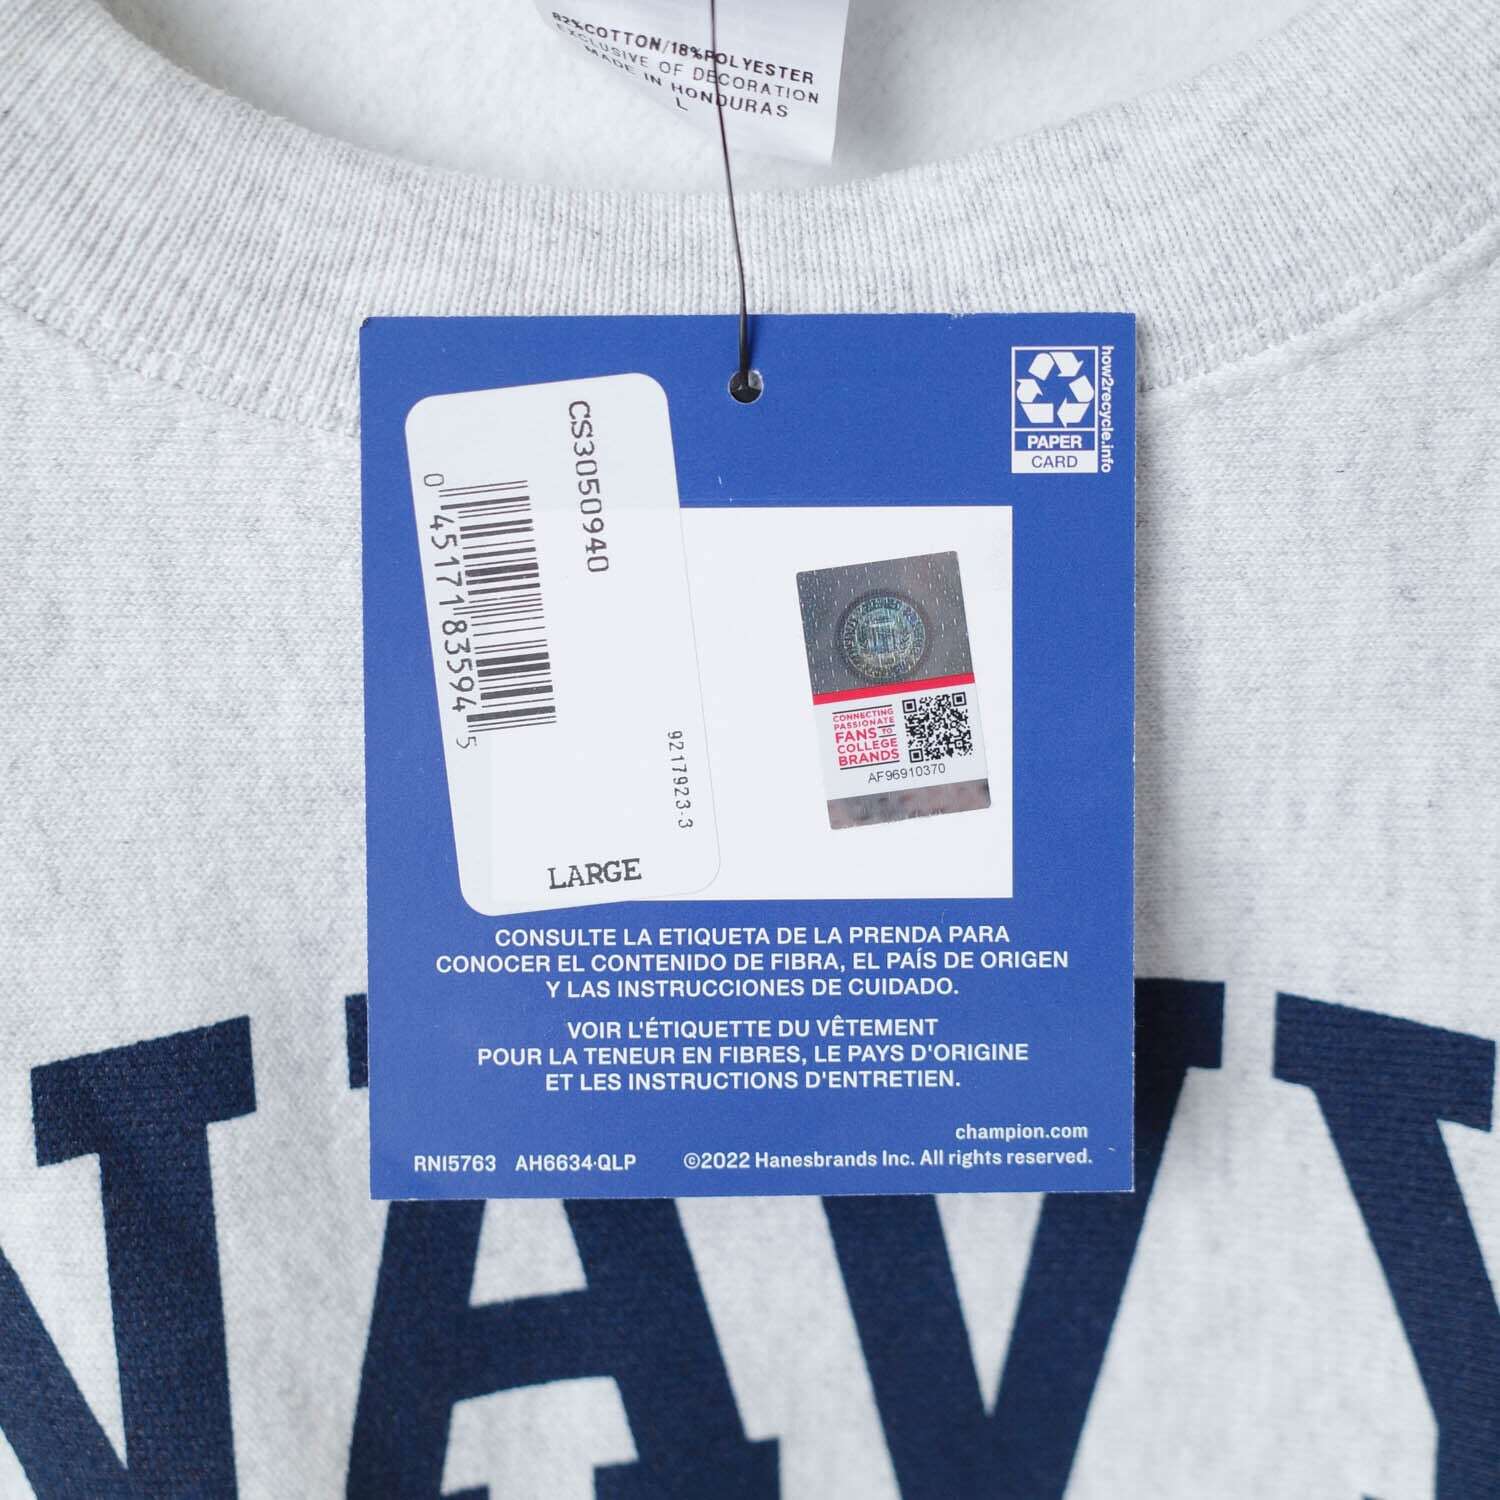 82%COTTON/18%POLYESTER
EXCLUSIVE OF DECORATION
MADE IN HONDURAS
L
how2recycle.info
PAPER
CARD
CS3050940
0 45171 83594 5
9217923-3
LARGE
CONNECTING
PASSIONATE
FANS TO
COLLEGE
BRANDS
AF96910370
CONSULTE LA ETIQUETA DE LA PRENDA PARA
CONOCER EL CONTENIDO DE FIBRA, EL PAÍS DE ORIGEN
Y LAS INSTRUCCIONES DE CUIDADO.
VOIR L'ÉTIQUETTE DU VÊTEMENT
POUR LA TENEUR EN FIBRES, LE PAYS D'ORIGINE
ET LES INSTRUCTIONS D'ENTRETIEN.
champion.com
RN15763 AH6634·QLP ©2022 Hanesbrands Inc. All rights reserved.
NAVY